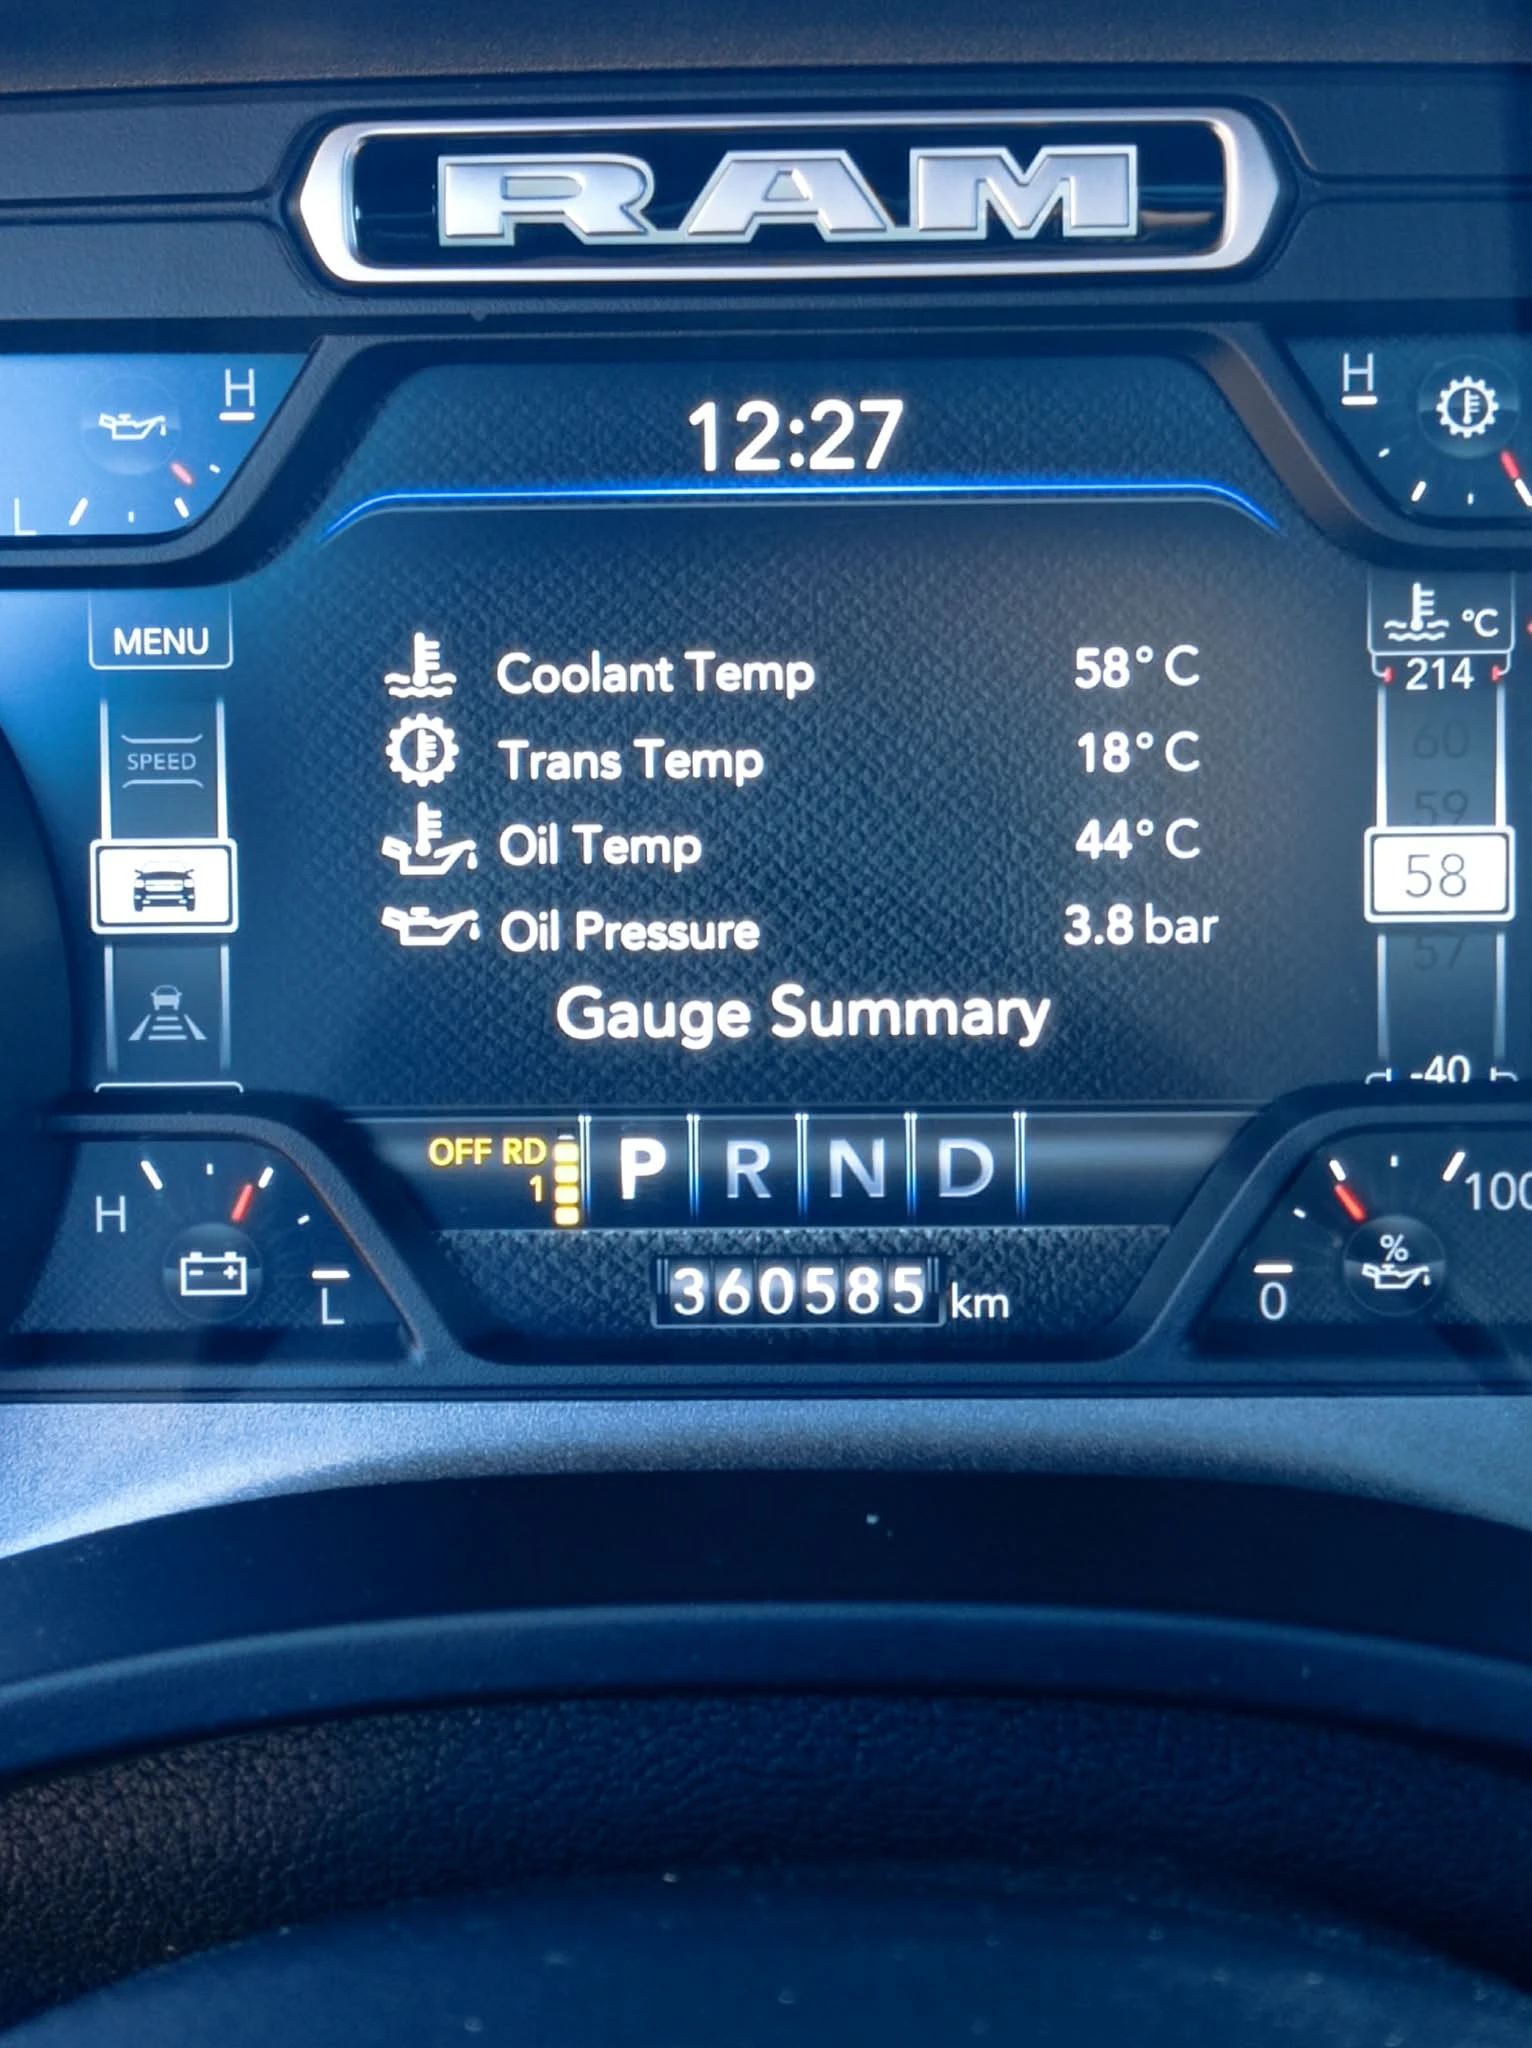 RAM
H
L
12:27
H
MENU
°C
214
SPEED
Coolant Temp 58° C
Trans Temp 18° C
Oil Temp 44° C
Oil Pressure 3.8 bar
Gauge Summary
60
59
58
57
-40
OFF RD
1
P R N D
H
L
360585 km
%
0
100